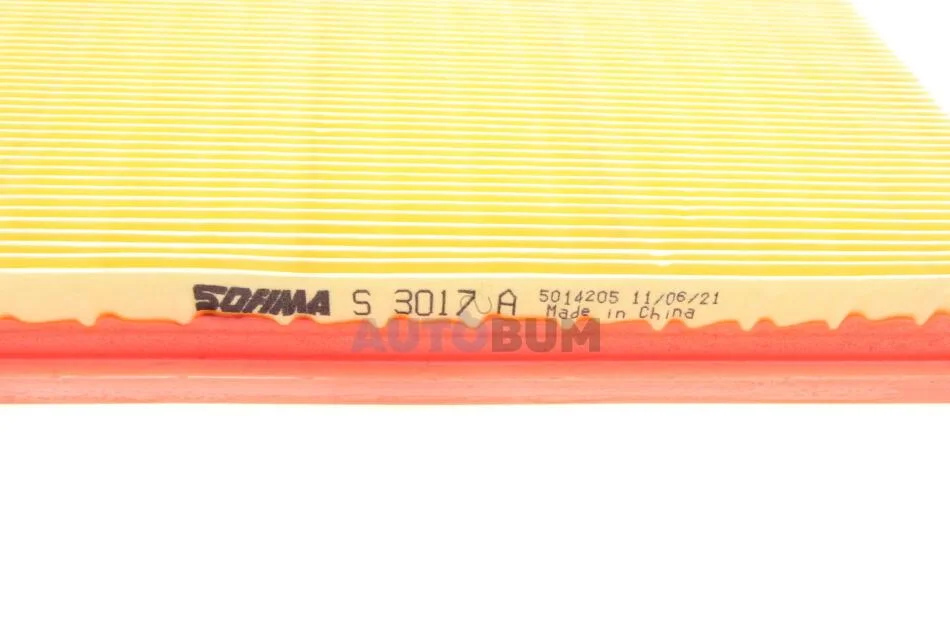 SOFIMA S 3017 A 5014205 11/06/21
Made in China
AUTOBUM